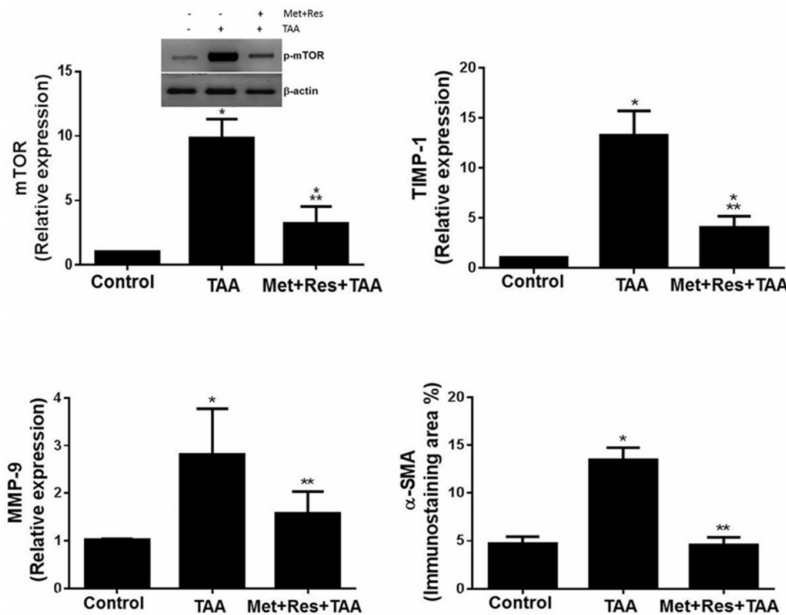 - - + Met+Res
- + + TAA
p-mTOR
β-actin
mTOR
(Relative expression)
15
10
5
0
*
*
**
Control TAA Met+Res+TAA
TIMP-1
(Relative expression)
20
15
10
5
0
*
*
**
Control TAA Met+Res+TAA
MMP-9
(Relative expression)
4
3
2
1
0
*
**
Control TAA Met+Res+TAA
α-SMA
(Immunostaining area %)
20
15
10
5
0
*
**
Control TAA Met+Res+TAA